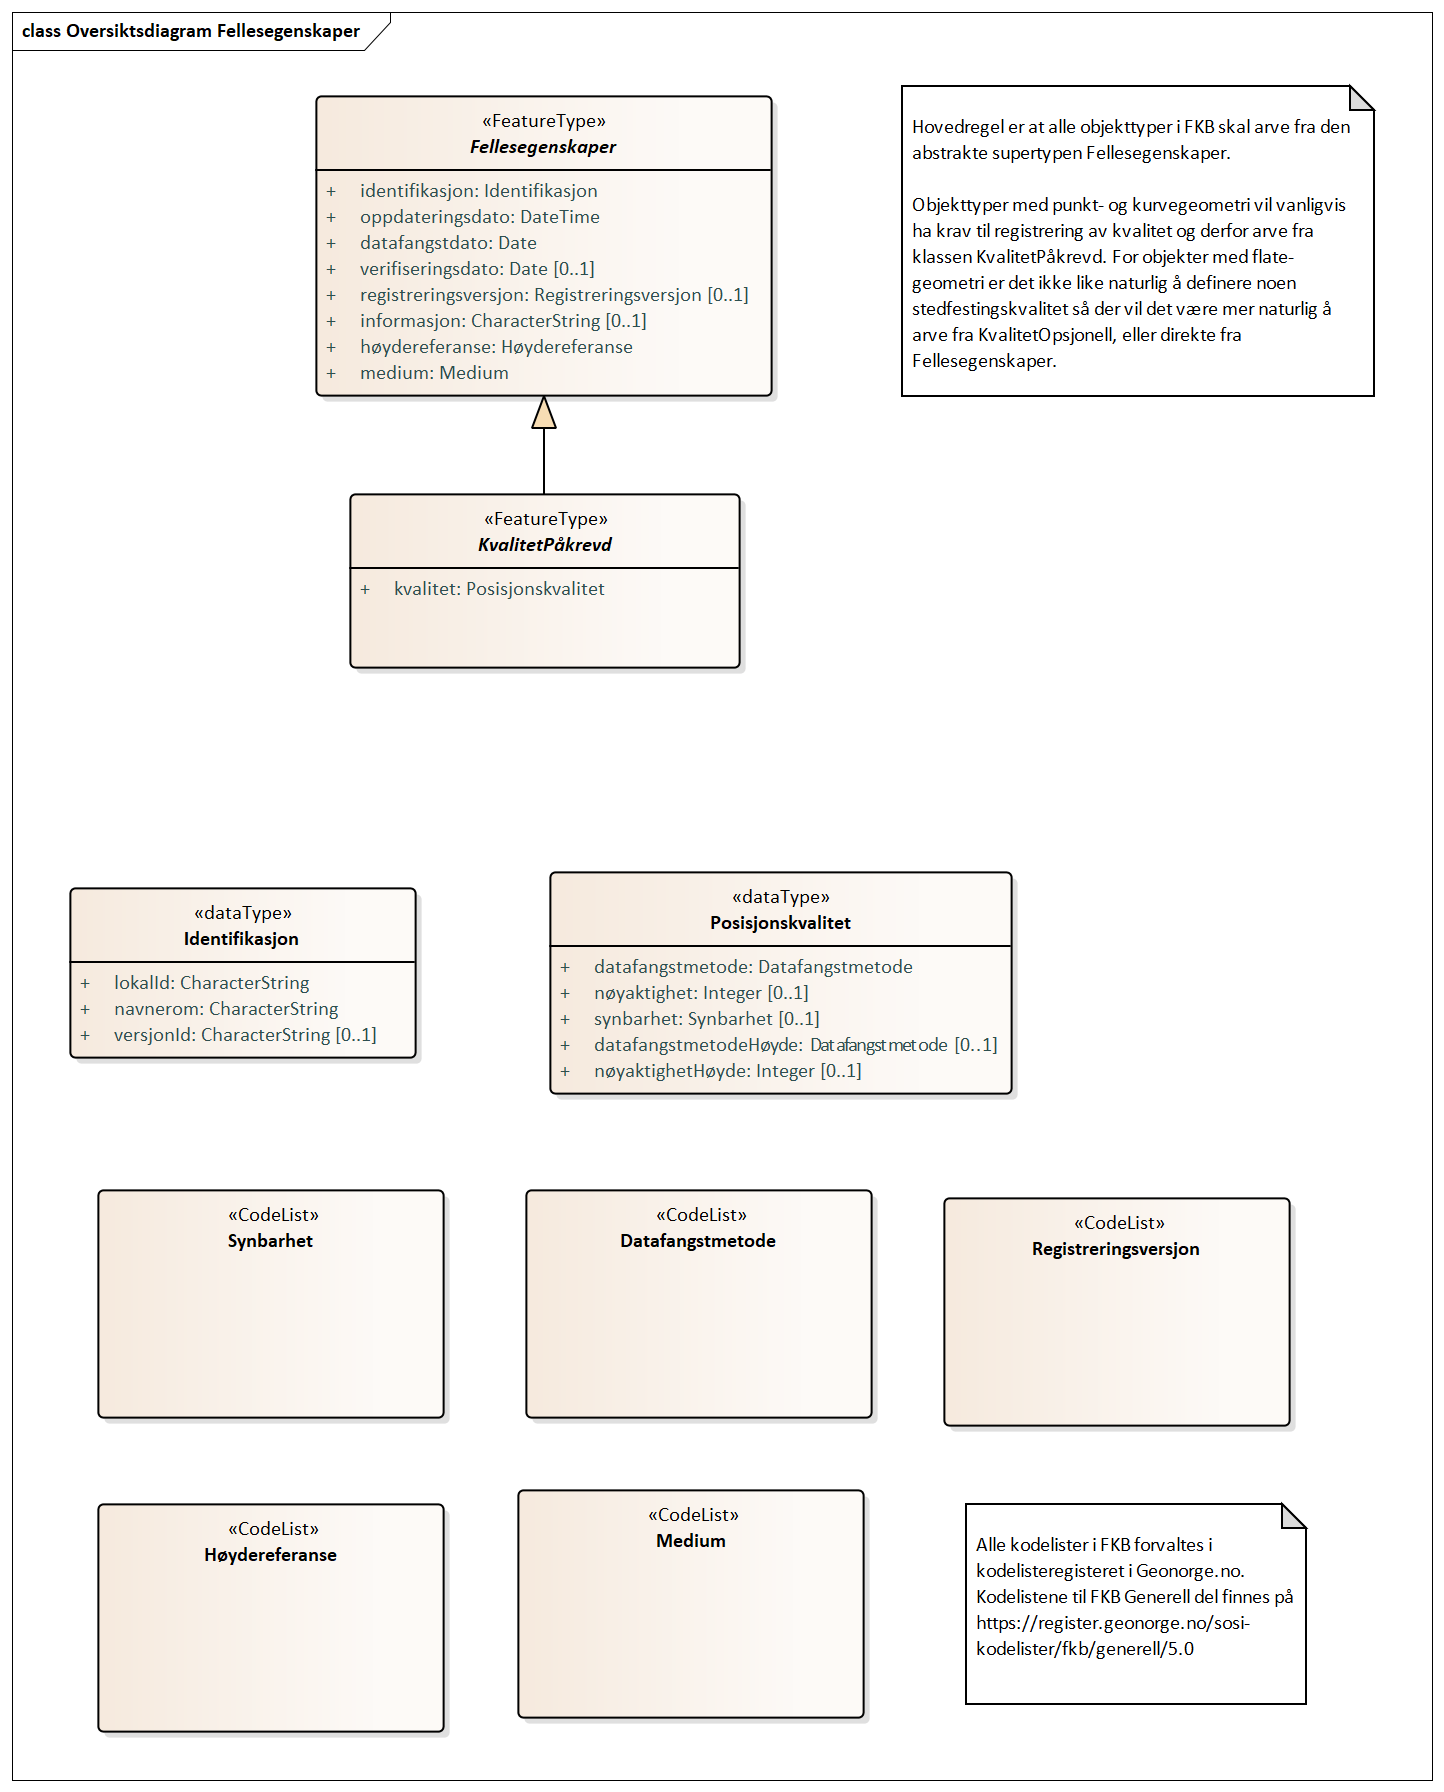 class Oversiktsdiagram Fellesegenskaper
«FeatureType»
Fellesegenskaper
+ identifikasjon: Identifikasjon
+ oppdateringsdato: DateTime
+ datafangstdato: Date
+ verifiseringsdato: Date [0..1]
+ registreringsversjon: Registreringsversjon [0..1]
+ informasjon: CharacterString [0..1]
+ høydereferanse: Høydereferanse
+ medium: Medium
Hovedregel er at alle objekttyper i FKB skal arve fra den
abstrakte supertypen Fellesegenskaper.
Objekttyper med punkt- og kurvegeometri vil vanligvis
ha krav til registrering av kvalitet og derfor arve fra
klassen KvalitetPåkrevd. For objekter med flate-
geometri er det ikke like naturlig å definere noen
stedfestingskvalitet så der vil det være mer naturlig å
arve fra KvalitetOpsjonell, eller direkte fra
Fellesegenskaper.
«FeatureType»
KvalitetPåkrevd
+ kvalitet: Posisjonskvalitet
«dataType»
Identifikasjon
+ lokalId: CharacterString
+ navnerom: CharacterString
+ versjonId: CharacterString [0..1]
«dataType»
Posisjonskvalitet
+ datafangstmetode: Datafangstmetode
+ nøyaktighet: Integer [0..1]
+ synbarhet: Synbarhet [0..1]
+ datafangstmetodeHøyde: Datafangstmetode [0..1]
+ nøyaktighetHøyde: Integer [0..1]
«CodeList»
Synbarhet
«CodeList»
Datafangstmetode
«CodeList»
Registreringsversjon
«CodeList»
Høydereferanse
«CodeList»
Medium
Alle kodelister i FKB forvaltes i
kodelisteregisteret i Geonorge.no.
Kodelistene til FKB Generell del finnes på
https://register.geonorge.no/sosi-
kodelister/fkb/generell/5.0